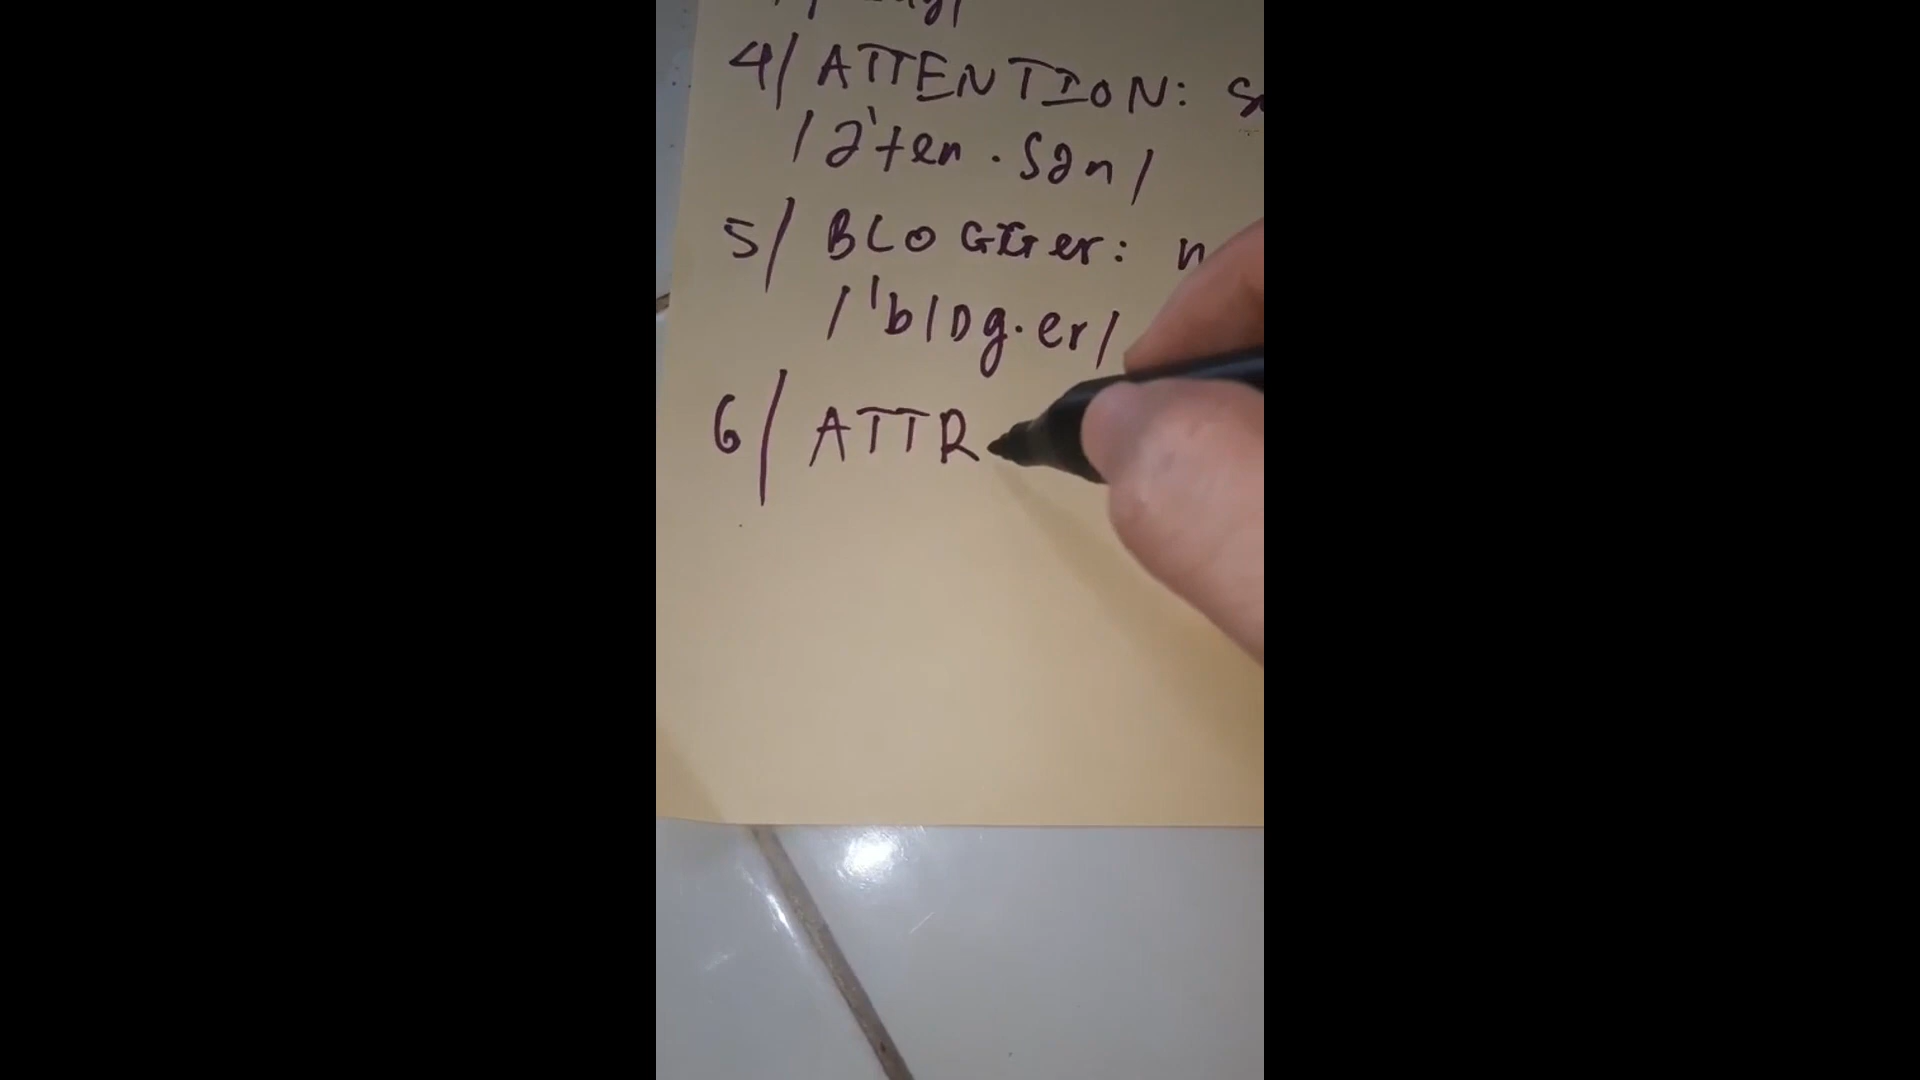 4/ ATTENTION:
/ə'ten.ʃən/
5/ BLOGGer:
/'blɒg.er/
6/ ATTR